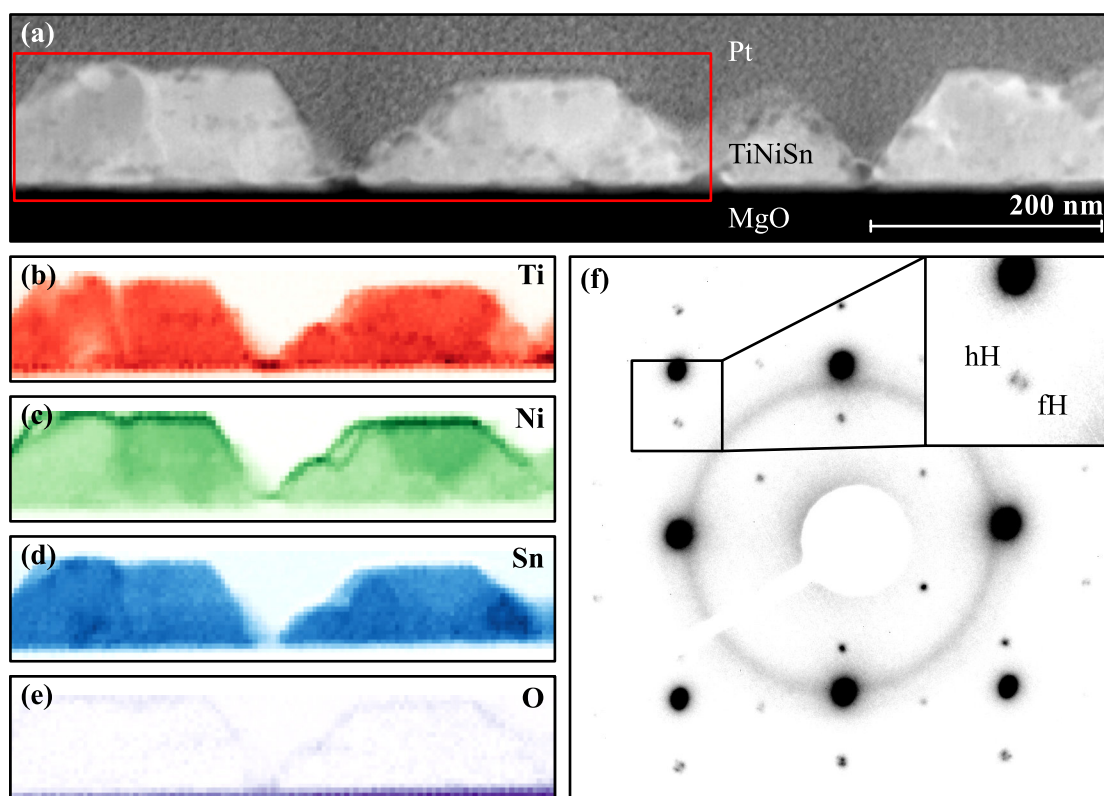 (a)
Pt
TiNiSn
MgO
200 nm
(b)
Ti
(c)
Ni
(d)
Sn
(e)
O
(f)
hH
fH